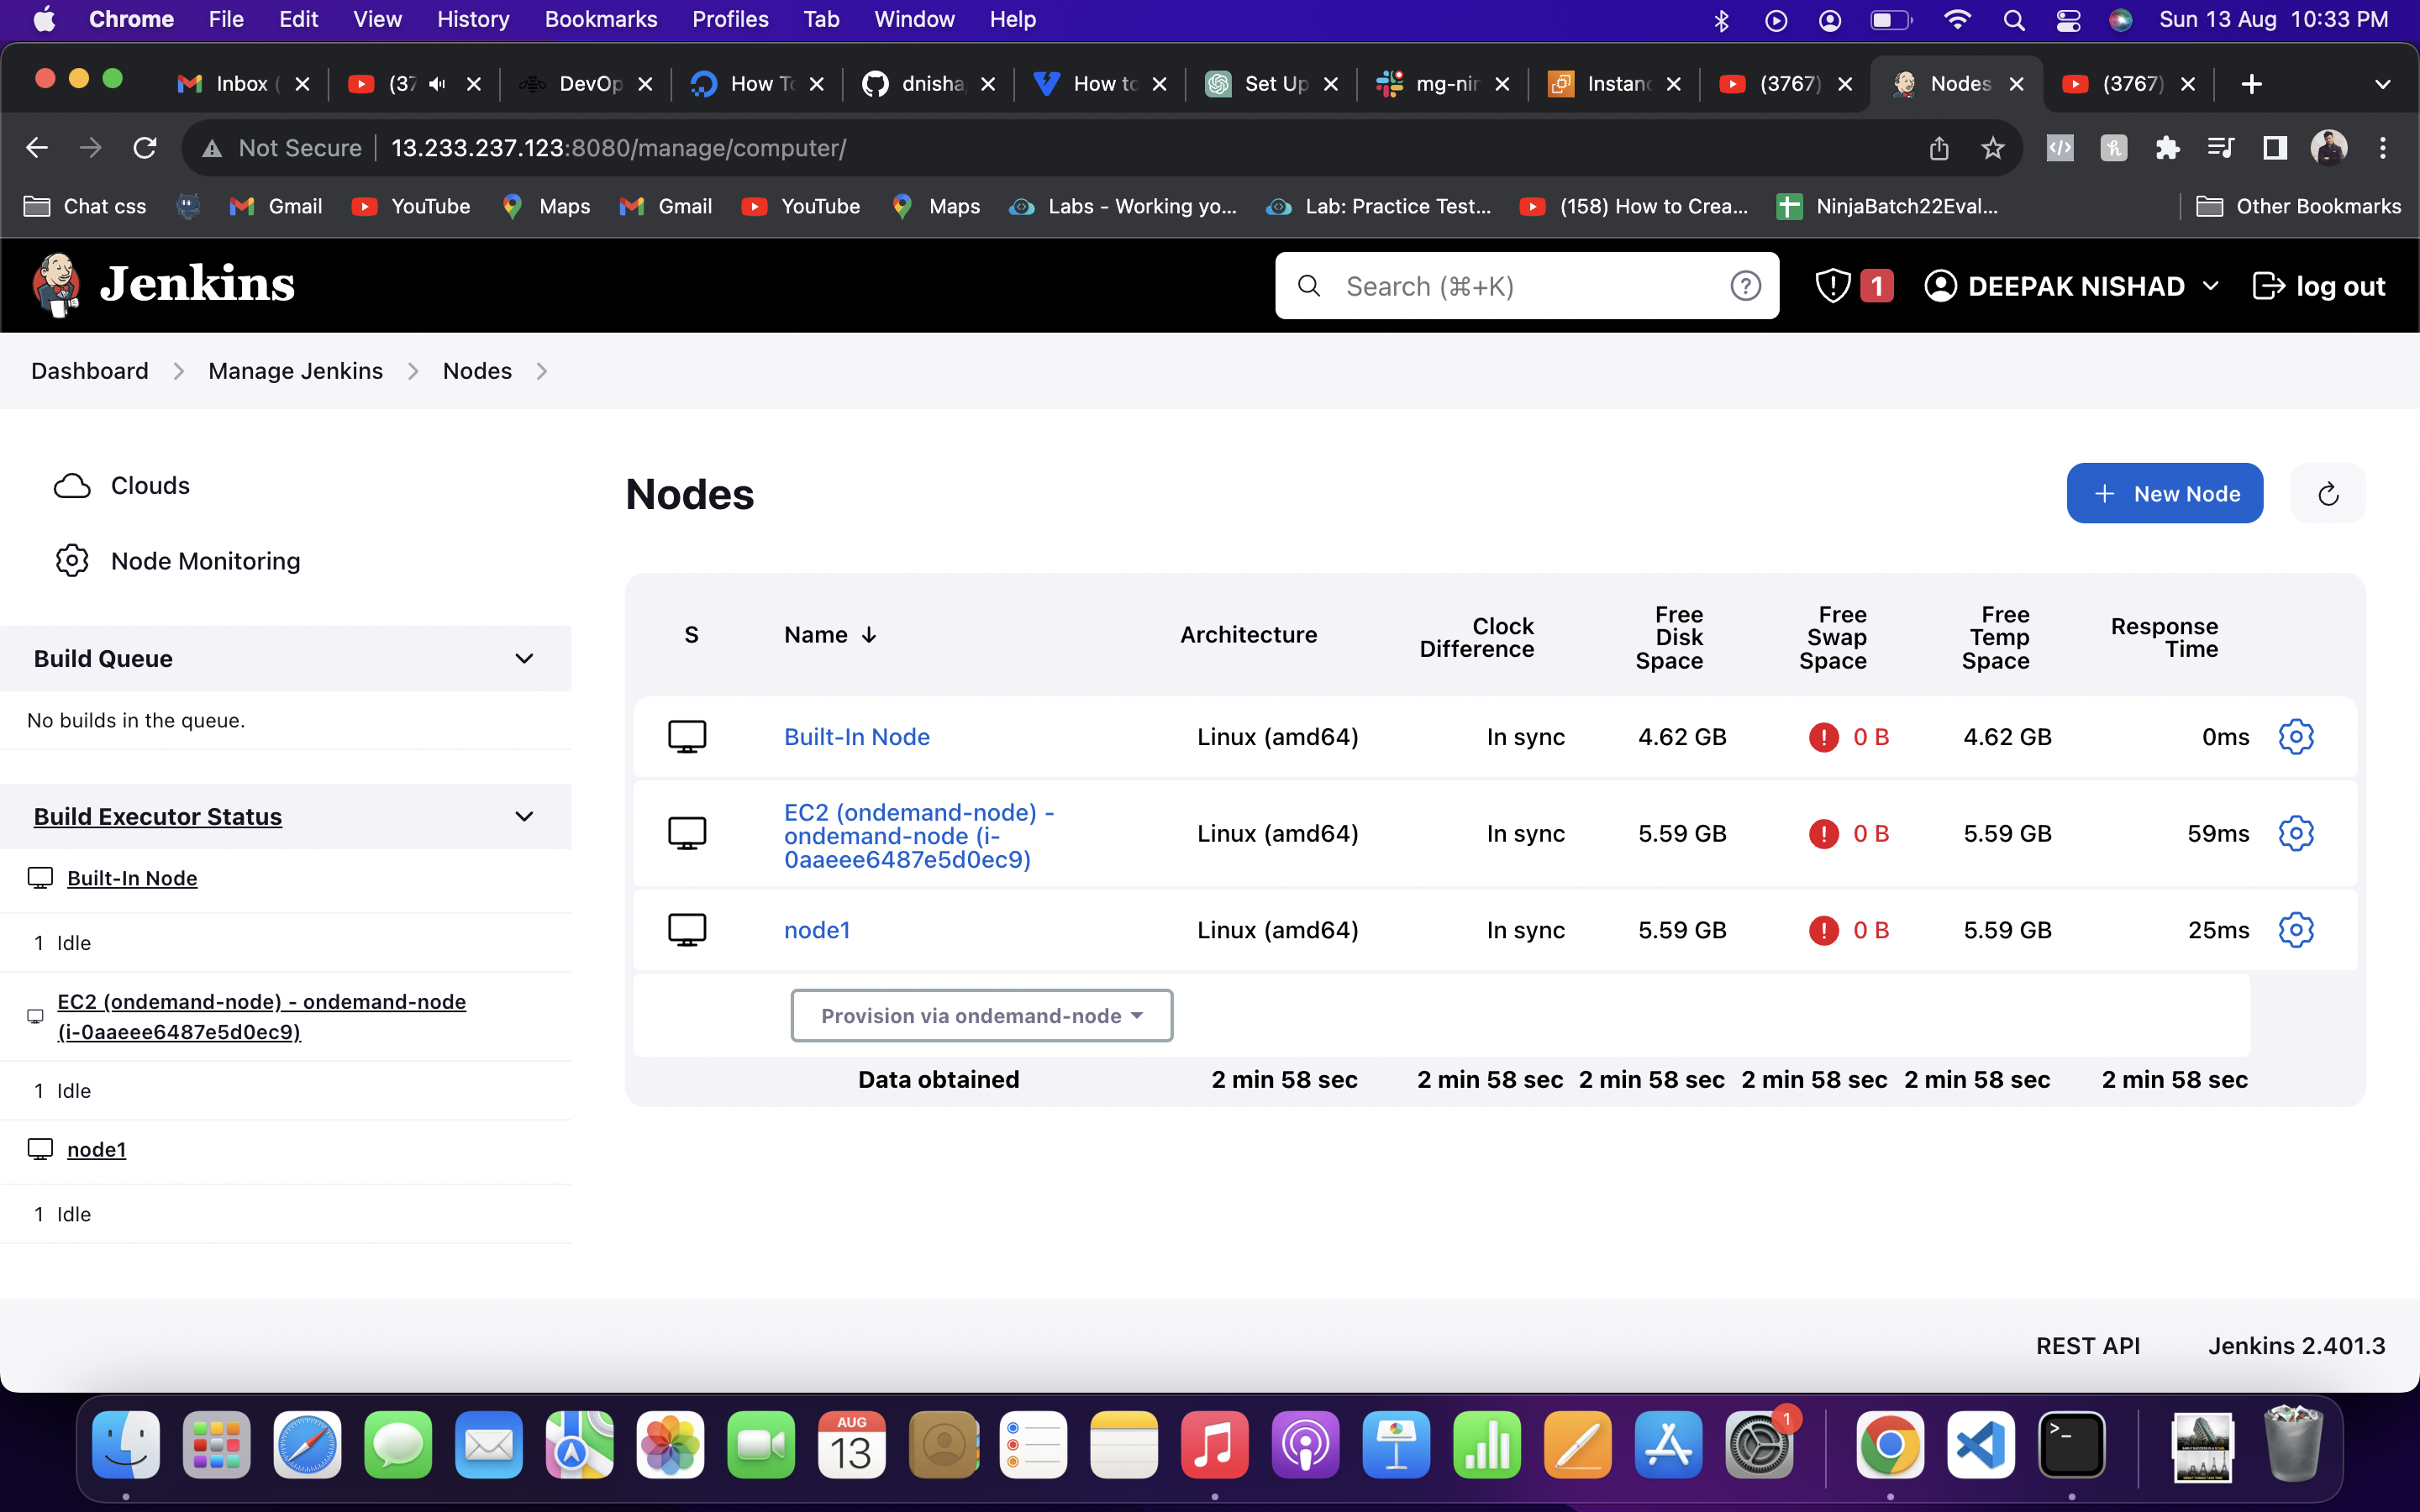 Chrome File Edit View History Bookmarks Profiles Tab Window Help Sun 13 Aug 10:33 PM
Inbox ( (37 DevOp How To dnisha How to Set Up mg-nin Instanc (3767) Nodes (3767)
Not Secure 13.233.237.123:8080/manage/computer/
Chat css Gmail YouTube Maps Gmail YouTube Maps Labs - Working yo... Lab: Practice Test... (158) How to Crea... NinjaBatch22Eval... Other Bookmarks
Jenkins Search (⌘+K) 1 DEEPAK NISHAD log out
Dashboard Manage Jenkins Nodes
Clouds
Node Monitoring
Build Queue
No builds in the queue.
Build Executor Status
Built-In Node
1 Idle
EC2 (ondemand-node) - ondemand-node
(i-0aaeee6487e5d0ec9)
1 Idle
node1
1 Idle
Nodes
New Node
S Name ↓ Architecture Clock Difference Free Disk Space Free Swap Space Free Temp Space Response Time
Built-In Node Linux (amd64) In sync 4.62 GB 0 B 4.62 GB 0ms
EC2 (ondemand-node) -
ondemand-node (i-
0aaeee6487e5d0ec9) Linux (amd64) In sync 5.59 GB 0 B 5.59 GB 59ms
node1 Linux (amd64) In sync 5.59 GB 0 B 5.59 GB 25ms
Provision via ondemand-node
Data obtained 2 min 58 sec 2 min 58 sec 2 min 58 sec 2 min 58 sec 2 min 58 sec 2 min 58 sec
REST API Jenkins 2.401.3
AUG
13
1